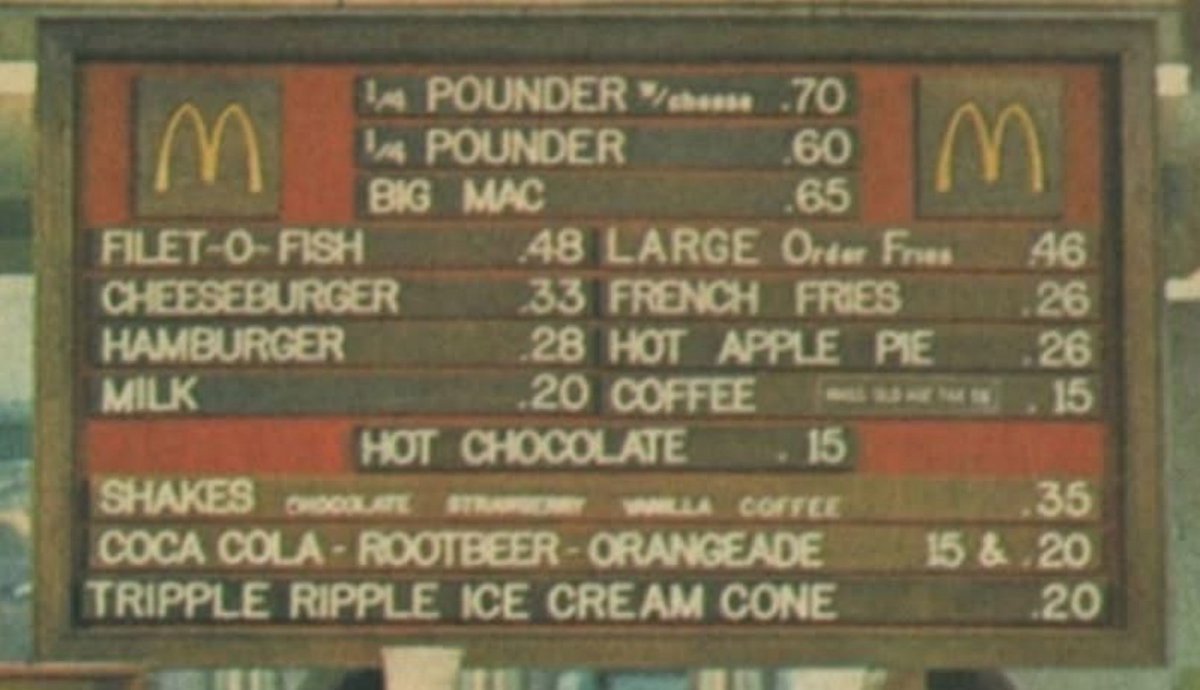 1/4 POUNDER w/cheese .70
1/4 POUNDER .60
BIG MAC .65
FILET-O-FISH .48 LARGE Order Fries .46
CHEESEBURGER .33 FRENCH FRIES .26
HAMBURGER .28 HOT APPLE PIE .26
MILK .20 COFFEE .15
HOT CHOCOLATE .15
SHAKES CHOCOLATE STRAWBERRY VANILLA COFFEE .35
COCA COLA - ROOTBEER - ORANGEADE 15 & .20
TRIPPLE RIPPLE ICE CREAM CONE .20